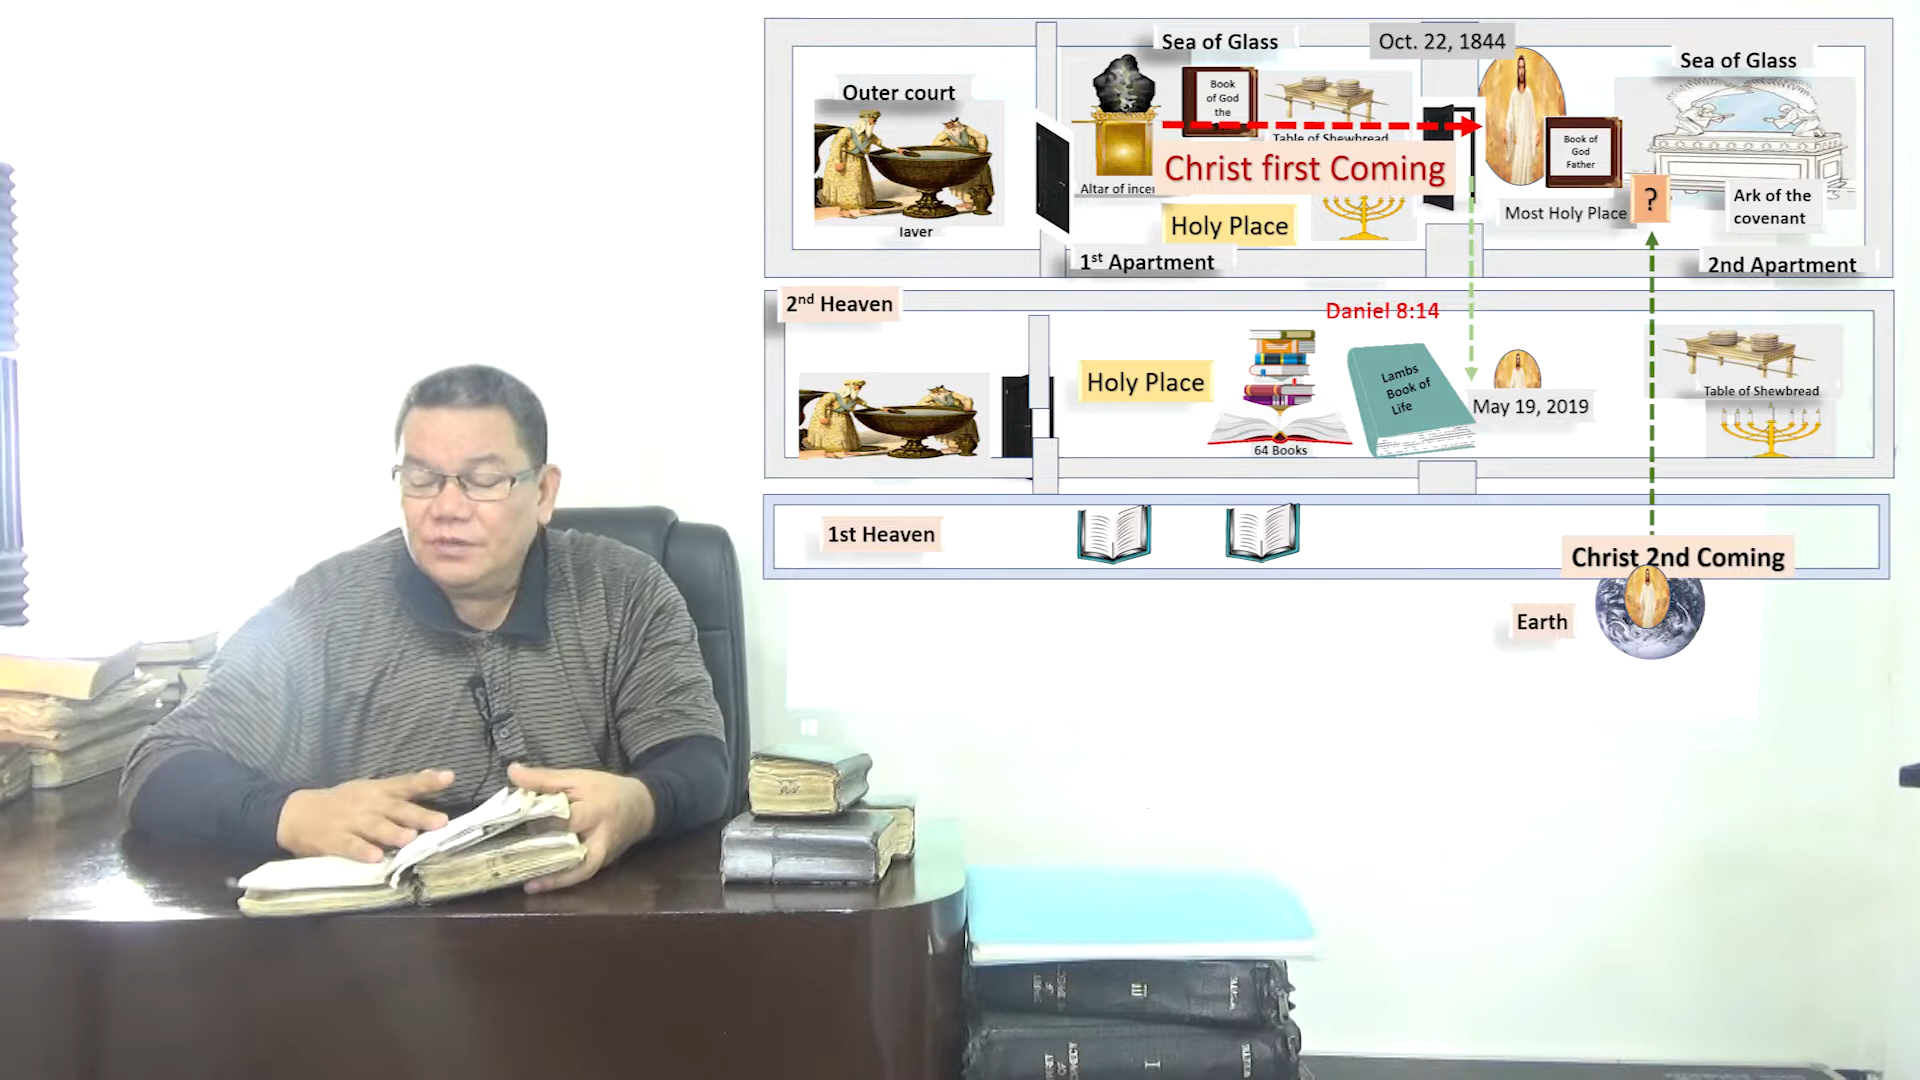 Sea of Glass
Oct. 22, 1844
Sea of Glass
Outer court
Book
of God
the
Table of Shewbread
Book of
God
Father
Christ first Coming
Altar of incen
?
Ark of the
covenant
Most Holy Place
Holy Place
laver
1st Apartment
2nd Apartment
2nd Heaven
Daniel 8:14
Holy Place
Lambs
Book of
Life
May 19, 2019
Table of Shewbread
64 Books
1st Heaven
Christ 2nd Coming
Earth
III
I